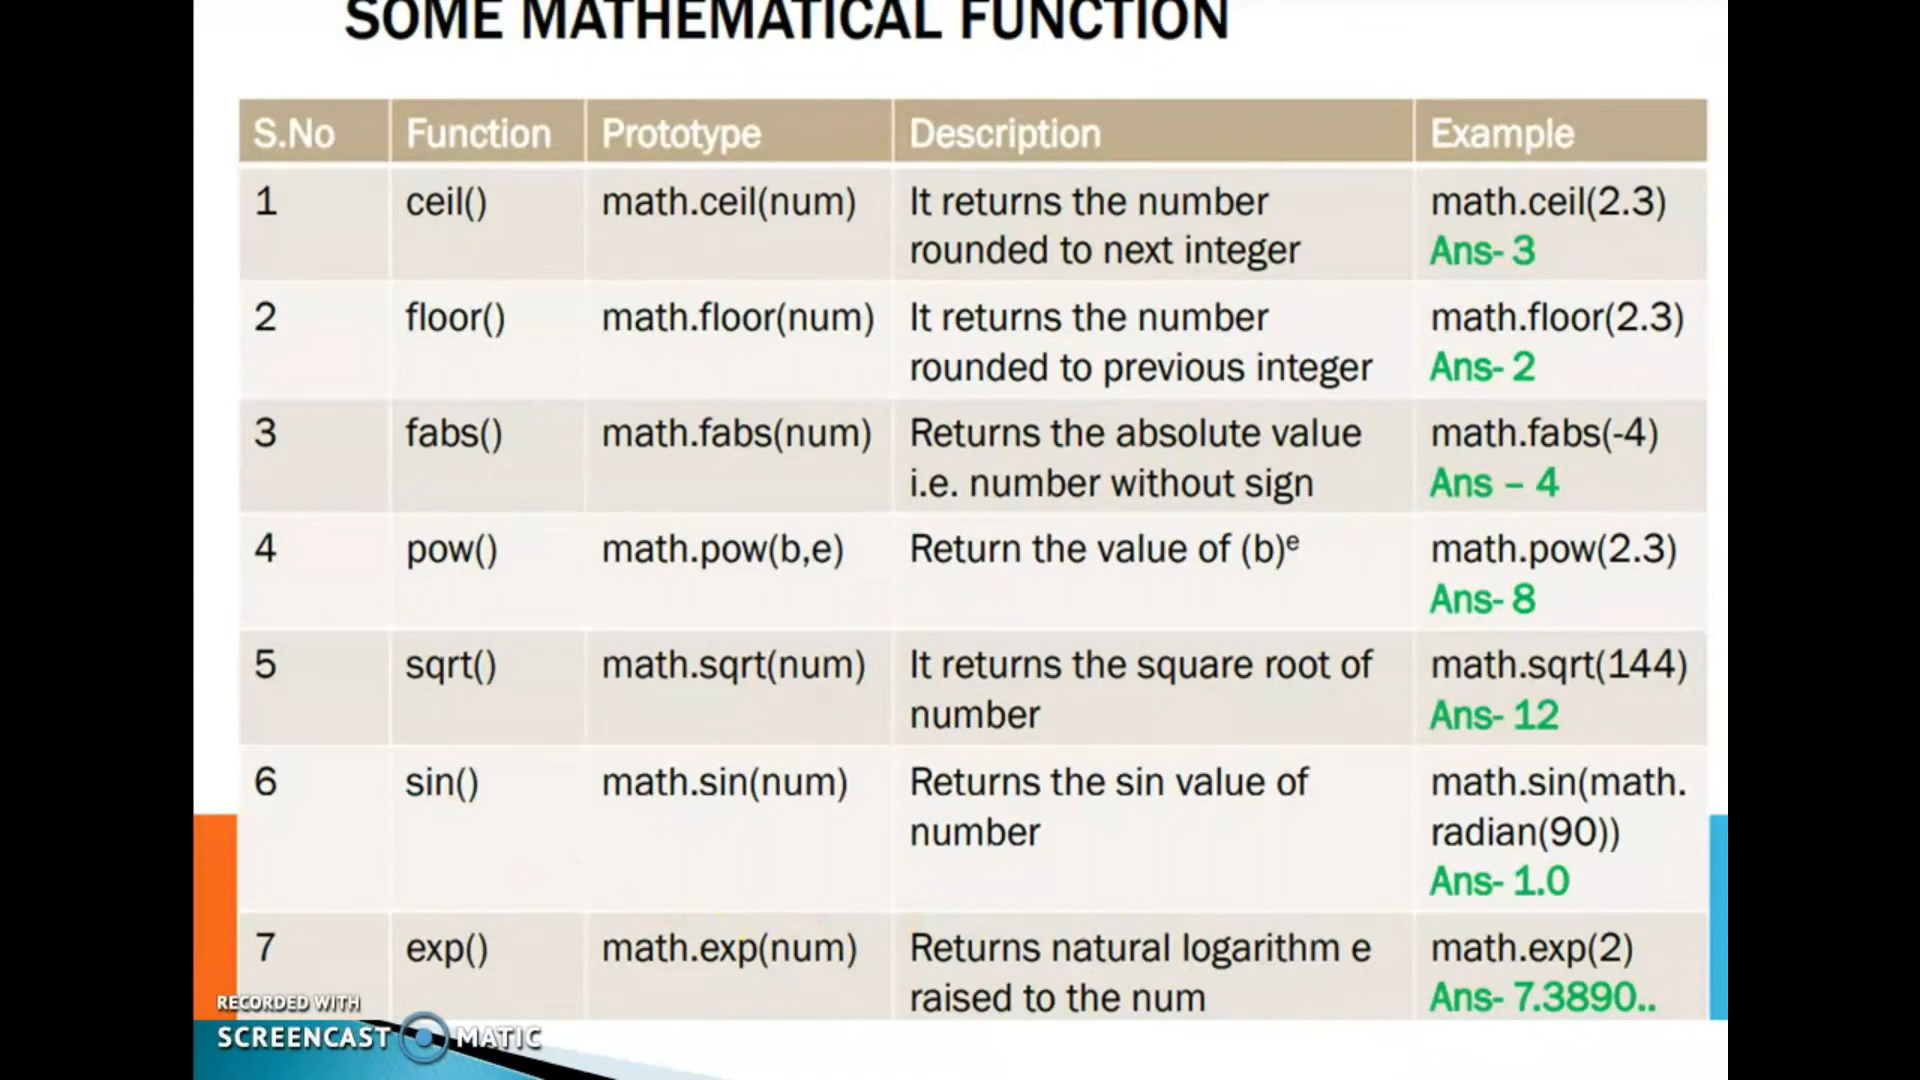 SOME MATHEMATICAL FUNCTION
S.No Function Prototype Description Example
1 ceil() math.ceil(num) It returns the number math.ceil(2.3)
rounded to next integer Ans- 3
2 floor() math.floor(num) It returns the number math.floor(2.3)
rounded to previous integer Ans- 2
3 fabs() math.fabs(num) Returns the absolute value math.fabs(-4)
i.e. number without sign Ans – 4
4 pow() math.pow(b,e) Return the value of (b)ᵉ math.pow(2.3)
Ans- 8
5 sqrt() math.sqrt(num) It returns the square root of math.sqrt(144)
number Ans- 12
6 sin() math.sin(num) Returns the sin value of math.sin(math.
number radian(90))
Ans- 1.0
7 exp() math.exp(num) Returns natural logarithm e math.exp(2)
raised to the num Ans- 7.3890..
RECORDED WITH
SCREENCAST MATIC